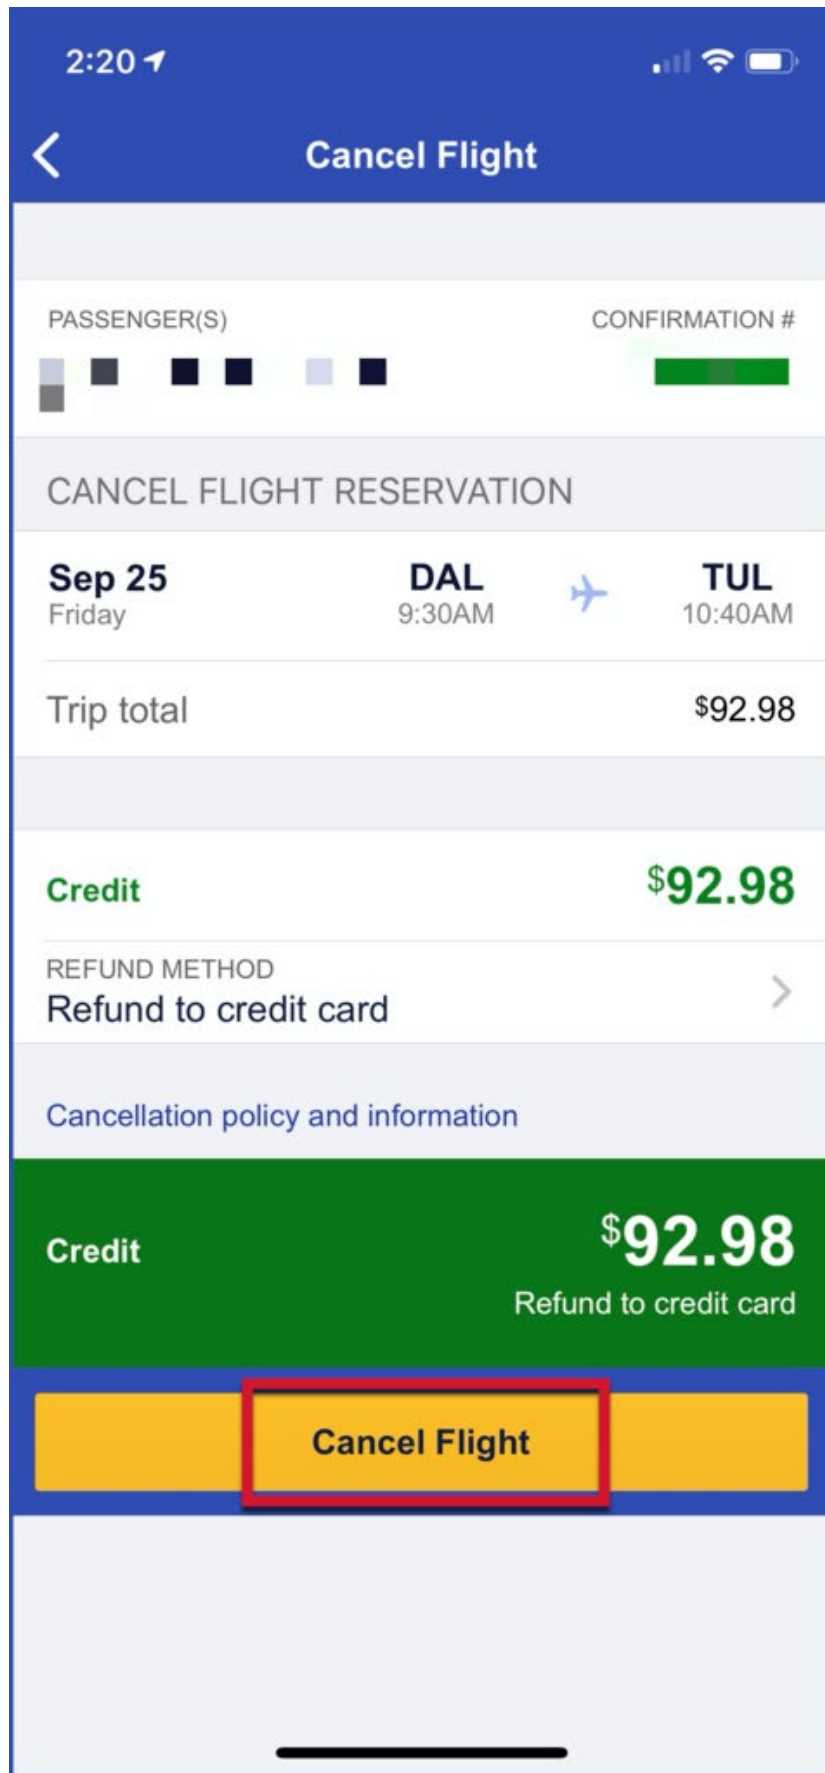 2:20
Cancel Flight
PASSENGER(S) CONFIRMATION #
CANCEL FLIGHT RESERVATION
Sep 25 DAL TUL
Friday 9:30AM 10:40AM
Trip total $92.98
Credit $92.98
REFUND METHOD
Refund to credit card
Cancellation policy and information
Credit $92.98
Refund to credit card
Cancel Flight